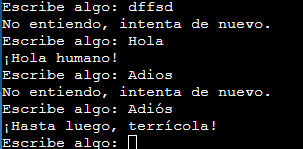 Escribe algo: dffsd
No entiendo, intenta de nuevo.
Escribe algo: Hola
¡Hola humano!
Escribe algo: Adios
No entiendo, intenta de nuevo.
Escribe algo: Adiós
¡Hasta luego, terrícola!
Escribe algo: